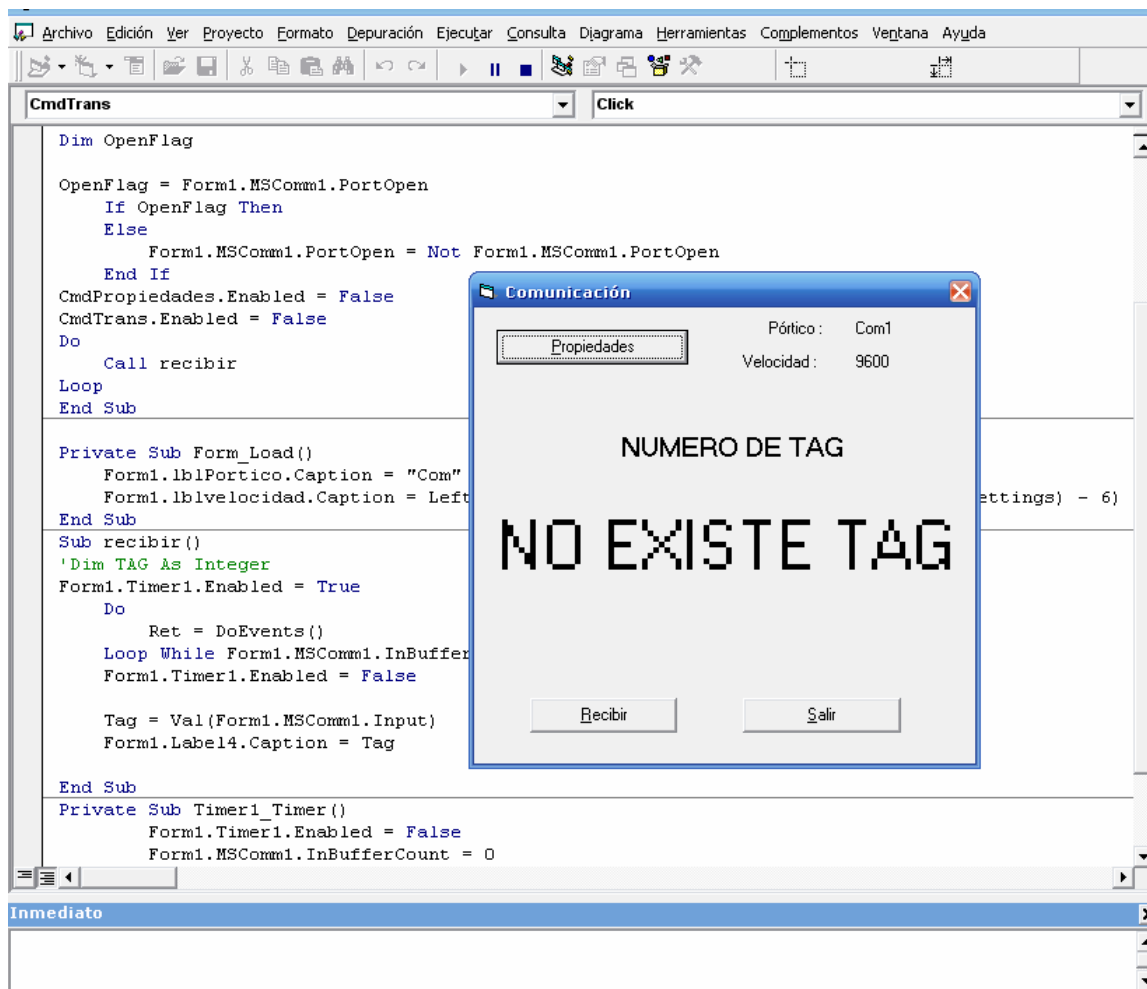 Archivo Edición Ver Proyecto Formato Depuración Ejecutar Consulta Diagrama Herramientas Complementos Ventana Ayuda
CmdTrans Click
Dim OpenFlag
OpenFlag = Form1.MSComm1.PortOpen
If OpenFlag Then
Else
Form1.MSComm1.PortOpen = Not Form1.MSComm1.PortOpen
End If
CmdPropiedades.Enabled = False
CmdTrans.Enabled = False
Do
Call recibir
Loop
End Sub
Private Sub Form_Load()
Form1.lblPortico.Caption = "Com"
Form1.lblvelocidad.Caption = Left ettings) - 6)
End Sub
Sub recibir()
'Dim TAG As Integer
Form1.Timer1.Enabled = True
Do
Ret = DoEvents()
Loop While Form1.MSComm1.InBuffer
Form1.Timer1.Enabled = False
Tag = Val(Form1.MSComm1.Input)
Form1.Label4.Caption = Tag
End Sub
Private Sub Timer1_Timer()
Form1.Timer1.Enabled = False
Form1.MSComm1.InBufferCount = 0
Comunicación
Propiedades
Pórtico : Com1
Velocidad : 9600
NUMERO DE TAG
NO EXISTE TAG
Recibir Salir
Inmediato